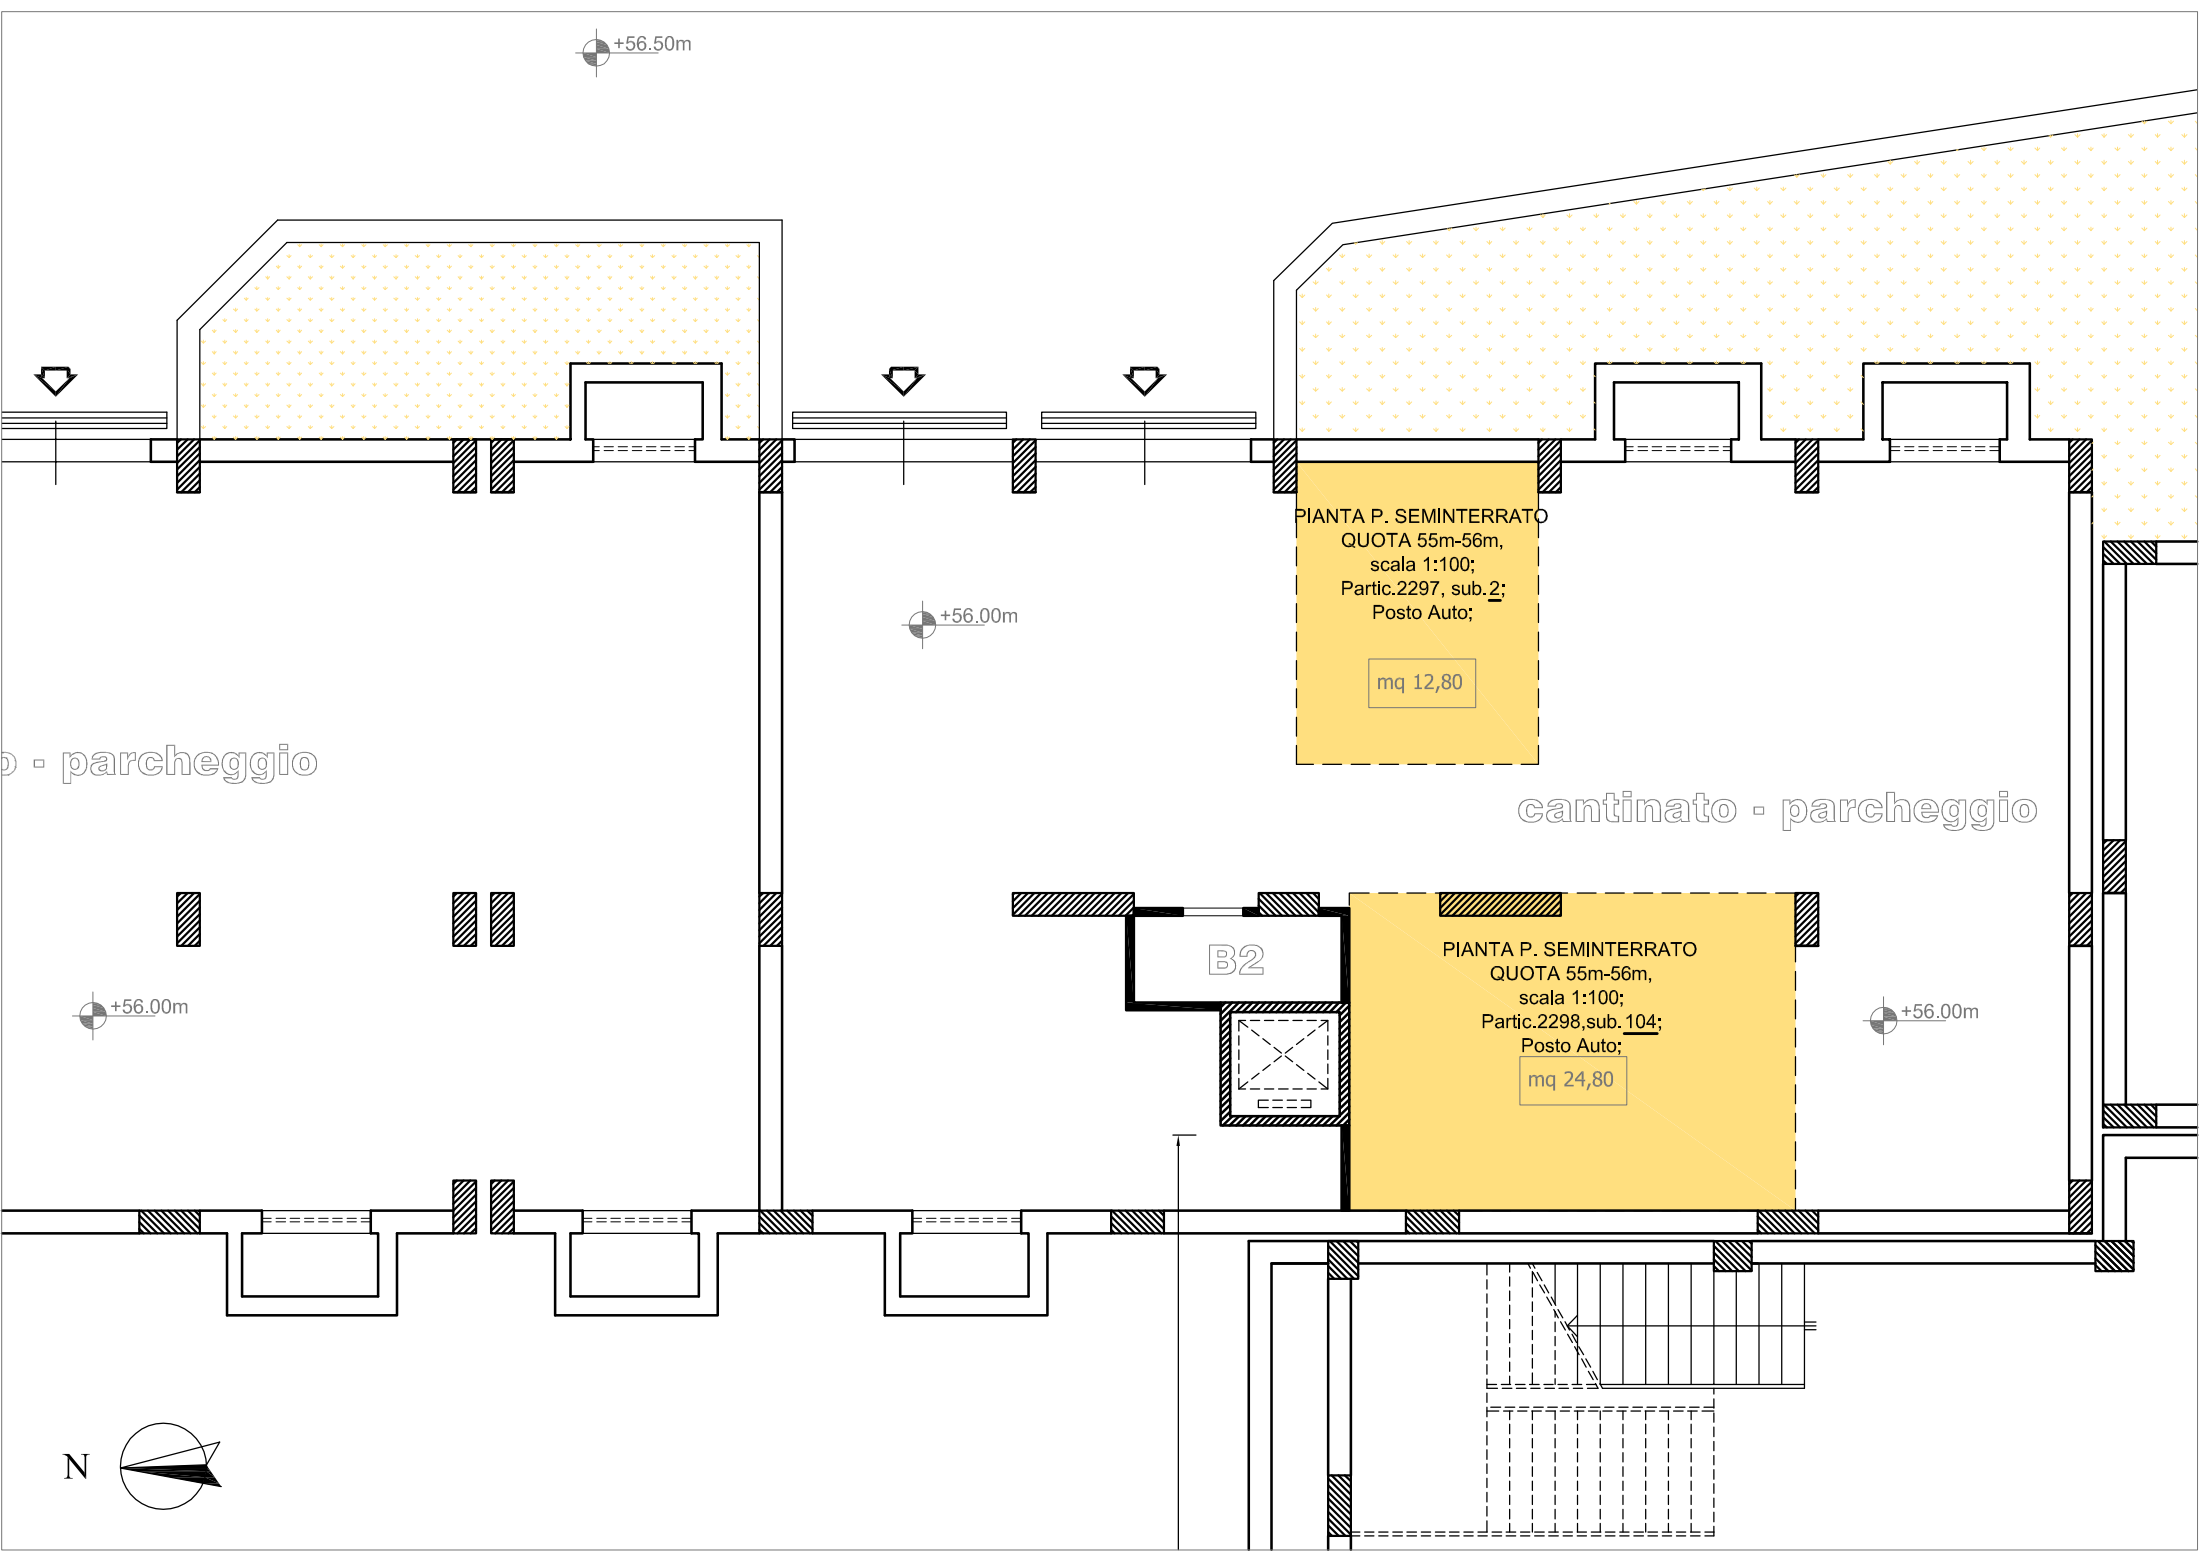 +56.50m
PIANTA P. SEMINTERRATO
QUOTA 55m-56m,
scala 1:100;
Partic.2297, sub.2;
Posto Auto;
mq 12,80
+56.00m
o - parcheggio
cantinato - parcheggio
B2
PIANTA P. SEMINTERRATO
QUOTA 55m-56m,
scala 1:100;
Partic.2298,sub.104;
Posto Auto;
mq 24,80
+56.00m
+56.00m
N